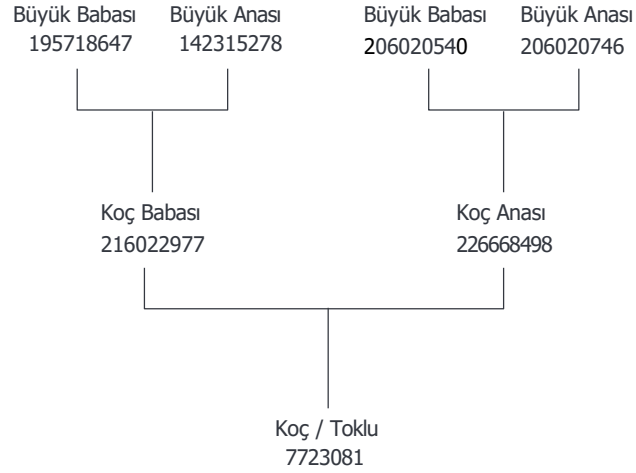 Büyük Babası Büyük Anası Büyük Babası Büyük Anası
195718647 142315278 206020540 206020746
Koç Babası Koç Anası
216022977 226668498
Koç / Toklu
7723081